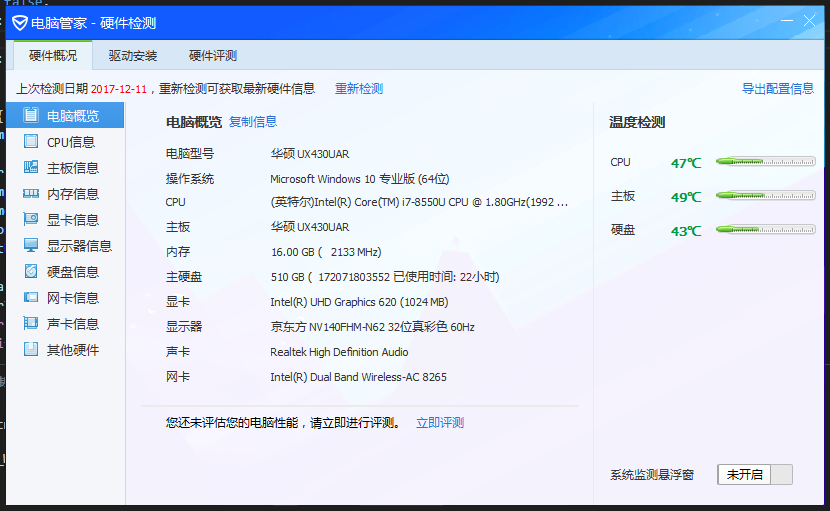 电脑管家 - 硬件检测
硬件概况 驱动安装 硬件评测
上次检测日期 2017-12-11，重新检测可获取最新硬件信息 重新检测 导出配置信息
电脑概览
CPU信息
主板信息
内存信息
显卡信息
显示器信息
硬盘信息
网卡信息
声卡信息
其他硬件
电脑概览 复制信息
电脑型号 华硕 UX430UAR
操作系统 Microsoft Windows 10 专业版 (64位)
CPU (英特尔)Intel(R) Core(TM) i7-8550U CPU @ 1.80GHz(1992 ...
主板 华硕 UX430UAR
内存 16.00 GB ( 2133 MHz)
主硬盘 510 GB ( 172071803552 已使用时间: 22小时)
显卡 Intel(R) UHD Graphics 620 (1024 MB)
显示器 京东方 NV140FHM-N62 32位真彩色 60Hz
声卡 Realtek High Definition Audio
网卡 Intel(R) Dual Band Wireless-AC 8265
您还未评估您的电脑性能，请立即进行评测。 立即评测
温度检测
CPU 47℃
主板 49℃
硬盘 43℃
系统监测悬浮窗 未开启